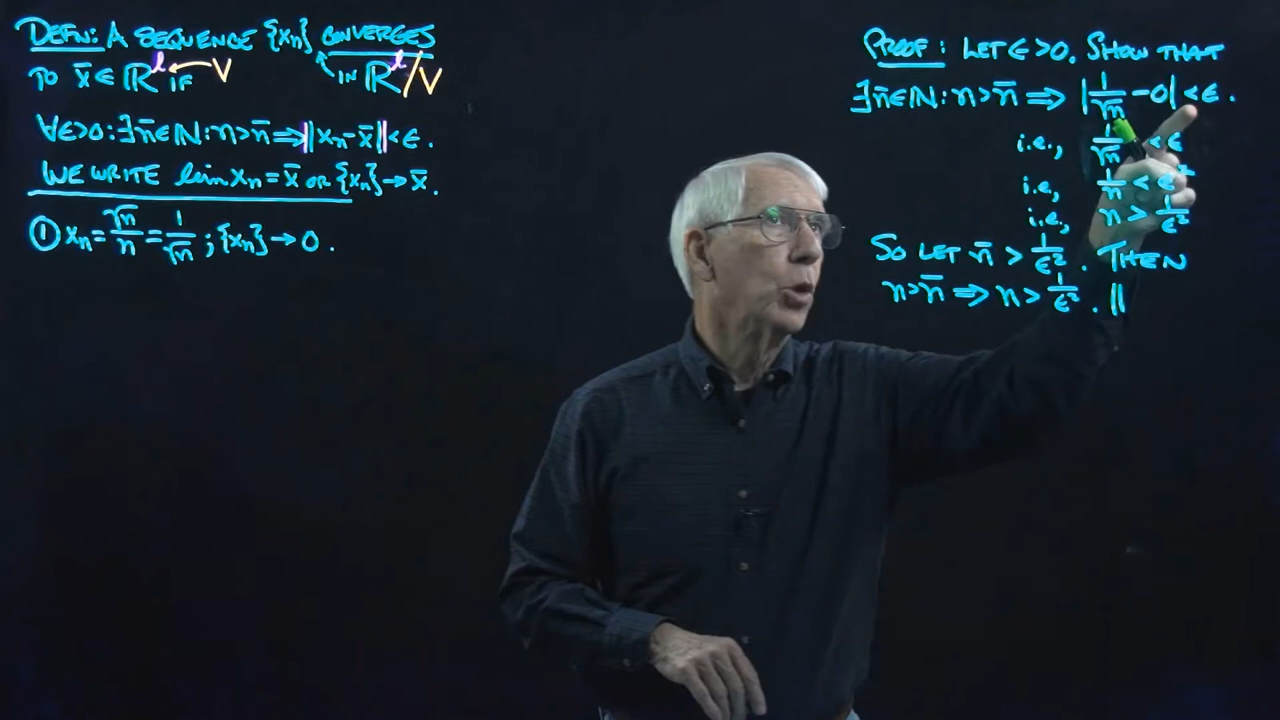 DEFN: A SEQUENCE {xₙ} CONVERGES
TO x̄ ∈ ℝˡ IF ← V IN ℝˡ/V
∀ϵ>0: ∃n̄∈ℕ: n>n̄ ⟹ ||xₙ-x̄|| < ϵ.
WE WRITE lim xₙ = x̄ OR {xₙ} → x̄.
① xₙ = √n/n = 1/√n ; {xₙ} → 0.
PROOF: LET ϵ>0. SHOW THAT
∃n̄∈ℕ: n>n̄ ⟹ |1/√n - 0| < ϵ.
i.e., 1/√n < ϵ
i.e., 1/n < ϵ²
i.e., n > 1/ϵ²
SO LET n̄ > 1/ϵ². THEN
n>n̄ ⟹ n > 1/ϵ². ||